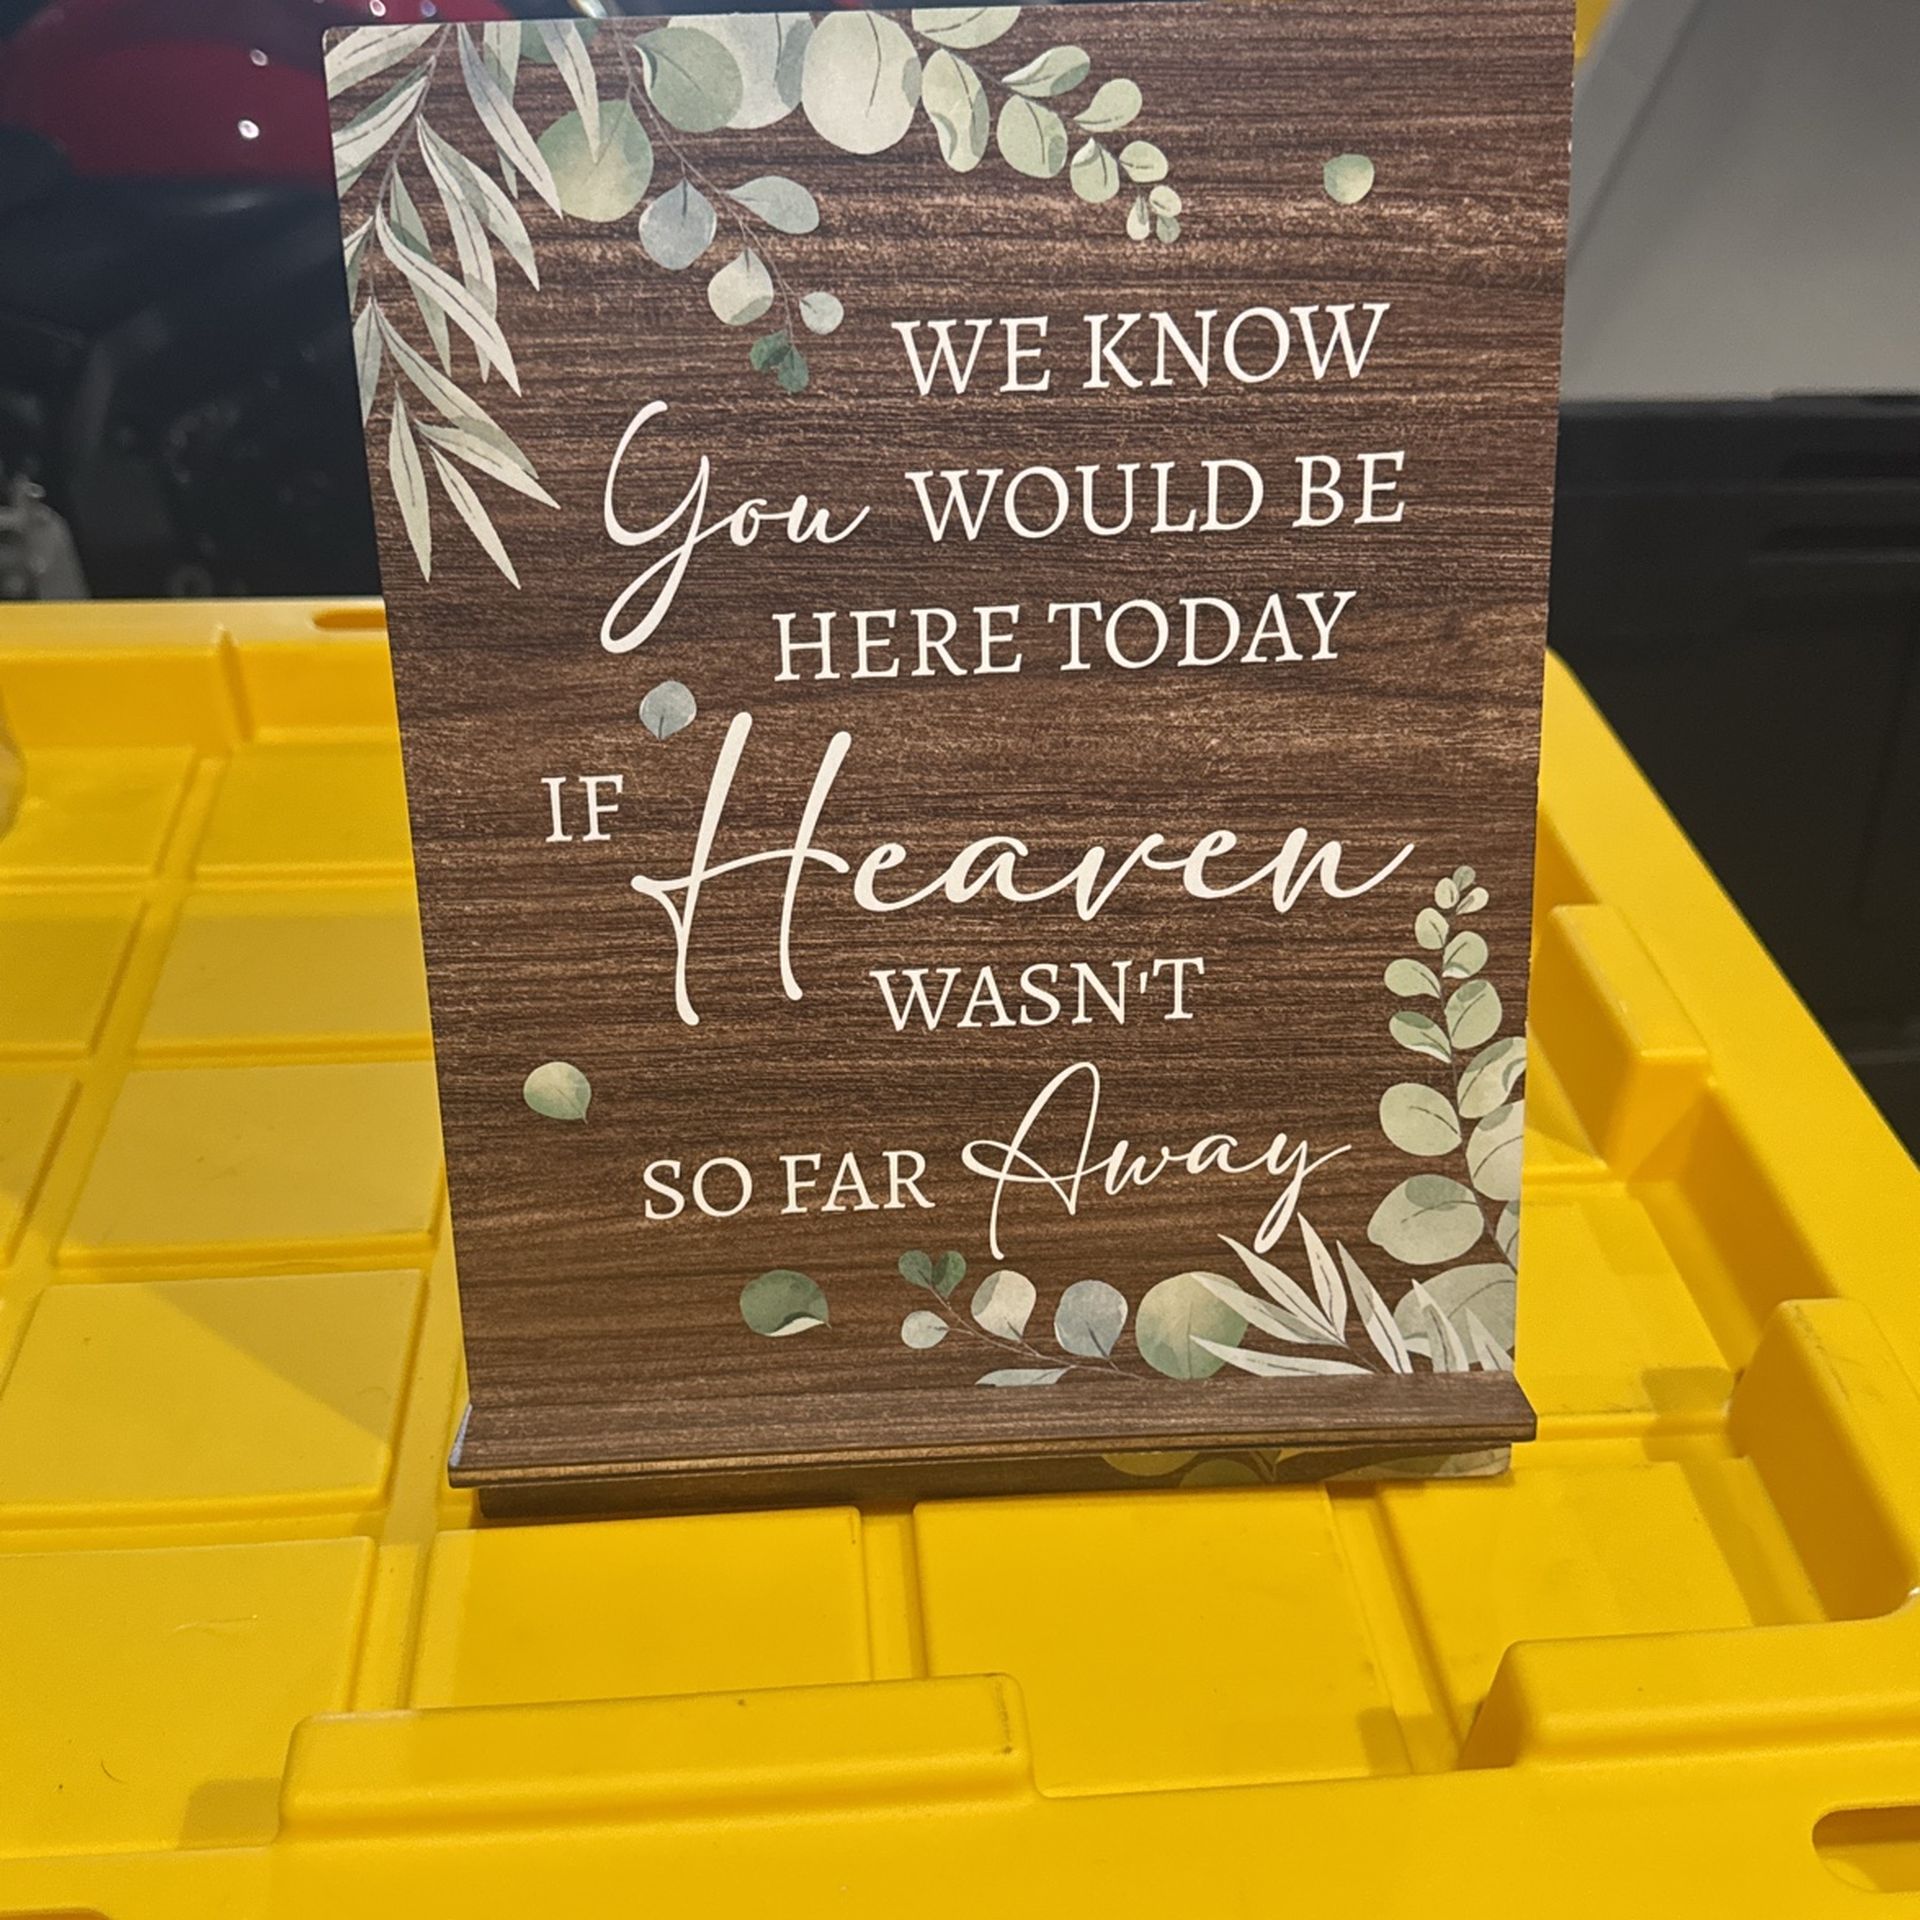 WE KNOW
You WOULD BE
HERE TODAY
IF Heaven
WASN'T
SO FAR Away